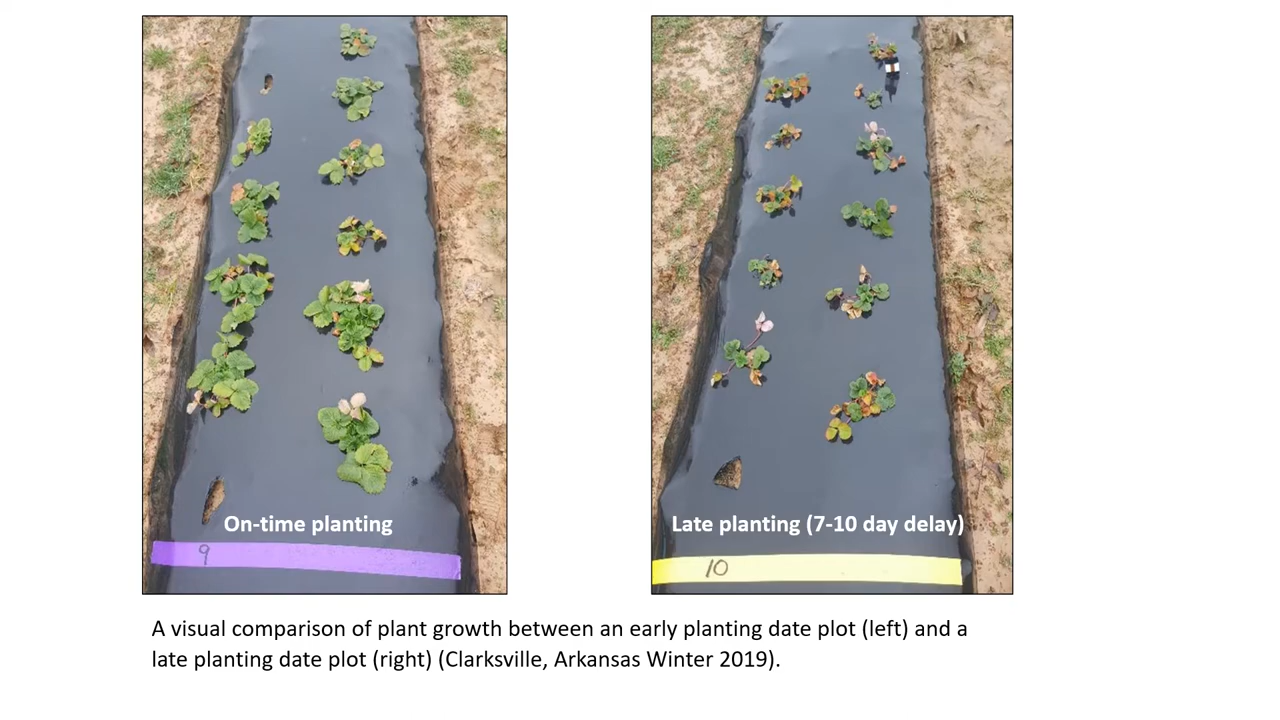 On-time planting
Late planting (7-10 day delay)
9
10
A visual comparison of plant growth between an early planting date plot (left) and a
late planting date plot (right) (Clarksville, Arkansas Winter 2019).